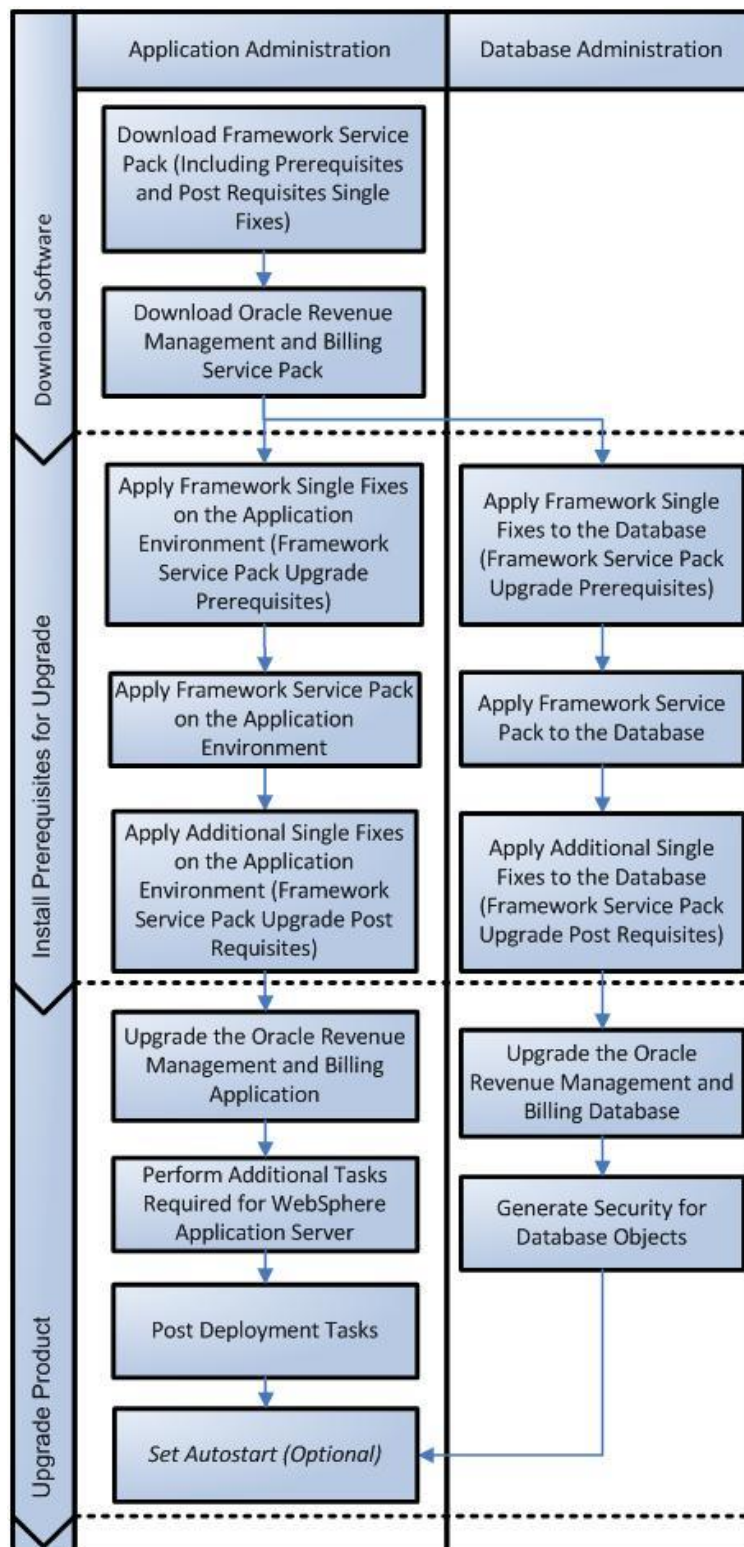 Application Administration
Database Administration
Download Software
Download Framework Service
Pack (Including Prerequisites
and Post Requisites Single
Fixes)
Download Oracle Revenue
Management and Billing
Service Pack
Install Prerequisites for Upgrade
Apply Framework Single Fixes
on the Application
Environment (Framework
Service Pack Upgrade
Prerequisites)
Apply Framework Single
Fixes to the Database
(Framework Service Pack
Upgrade Prerequisites)
Apply Framework Service Pack
on the Application
Environment
Apply Framework Service
Pack to the Database
Apply Additional Single Fixes
on the Application
Environment (Framework
Service Pack Upgrade Post
Requisites)
Apply Additional Single
Fixes to the Database
(Framework Service Pack
Upgrade Post Requisites)
Upgrade Product
Upgrade the Oracle Revenue
Management and Billing
Application
Upgrade the Oracle
Revenue Management and
Billing Database
Perform Additional Tasks
Required for WebSphere
Application Server
Generate Security for
Database Objects
Post Deployment Tasks
Set Autostart (Optional)